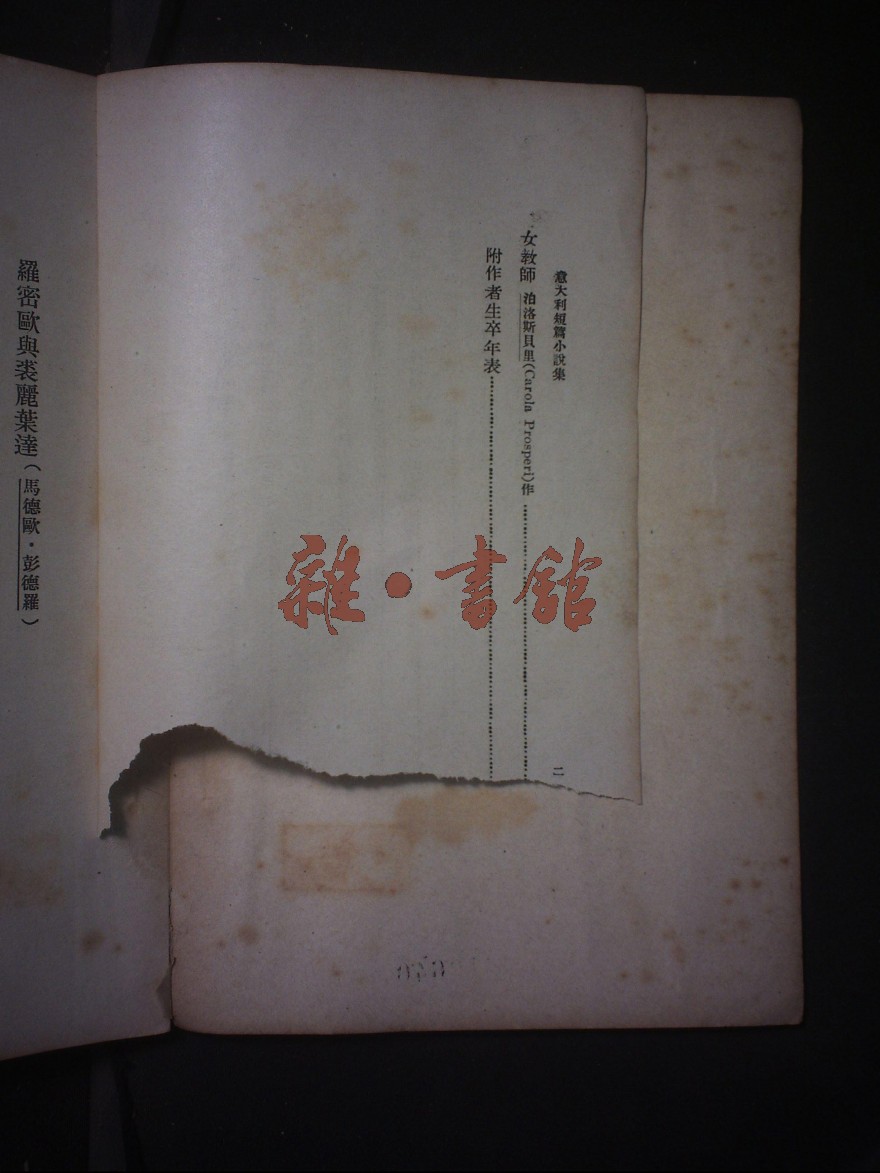 意大利短篇小說集
二
女教師 泊洛斯貝里(Carola Prosperi)作
附作者生卒年表
羅密歐與裘麗葉達(馬德歐·彭德羅)
雜·書館